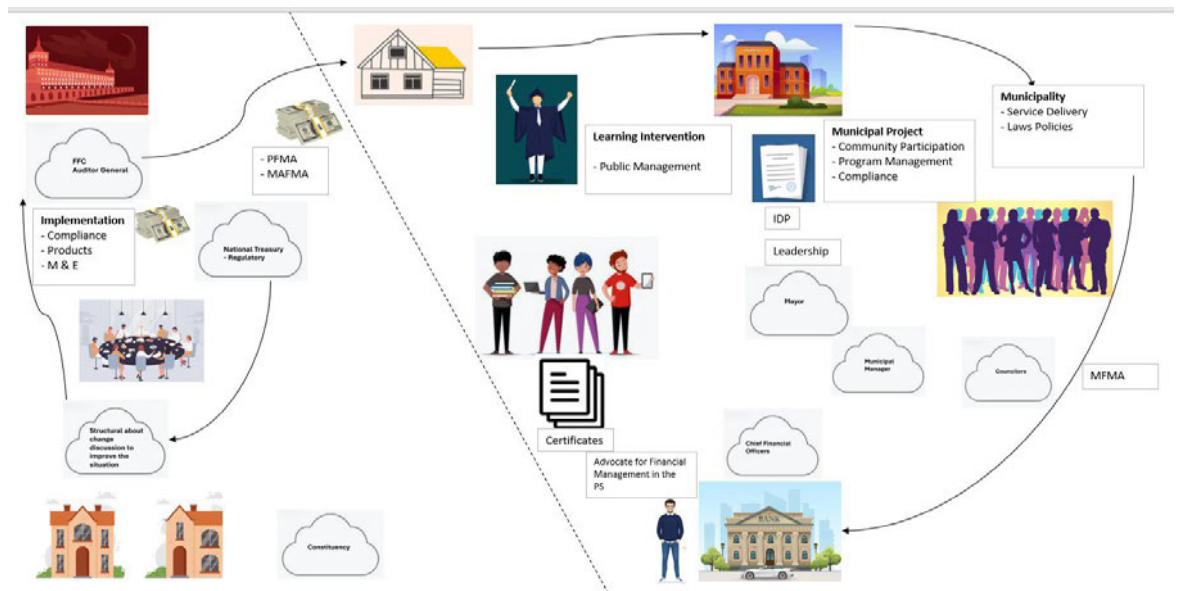 FFC
Auditor General
- PFMA
- MAFMA
Implementation
- Compliance
- Products
- M & E
National Treasury
- Regulatory
Structural about
change
discussion to
improve the
situation
Constituency
Learning Intervention
- Public Management
Municipal Project
- Community Participation
- Program Management
- Compliance
Municipality
- Service Delivery
- Laws Policies
IDP
Leadership
Mayor
Municipal
Manager
Councilors
MFMA
Certificates
Chief Financial
Officers
Advocate for Financial
Management in the
PS
BANK